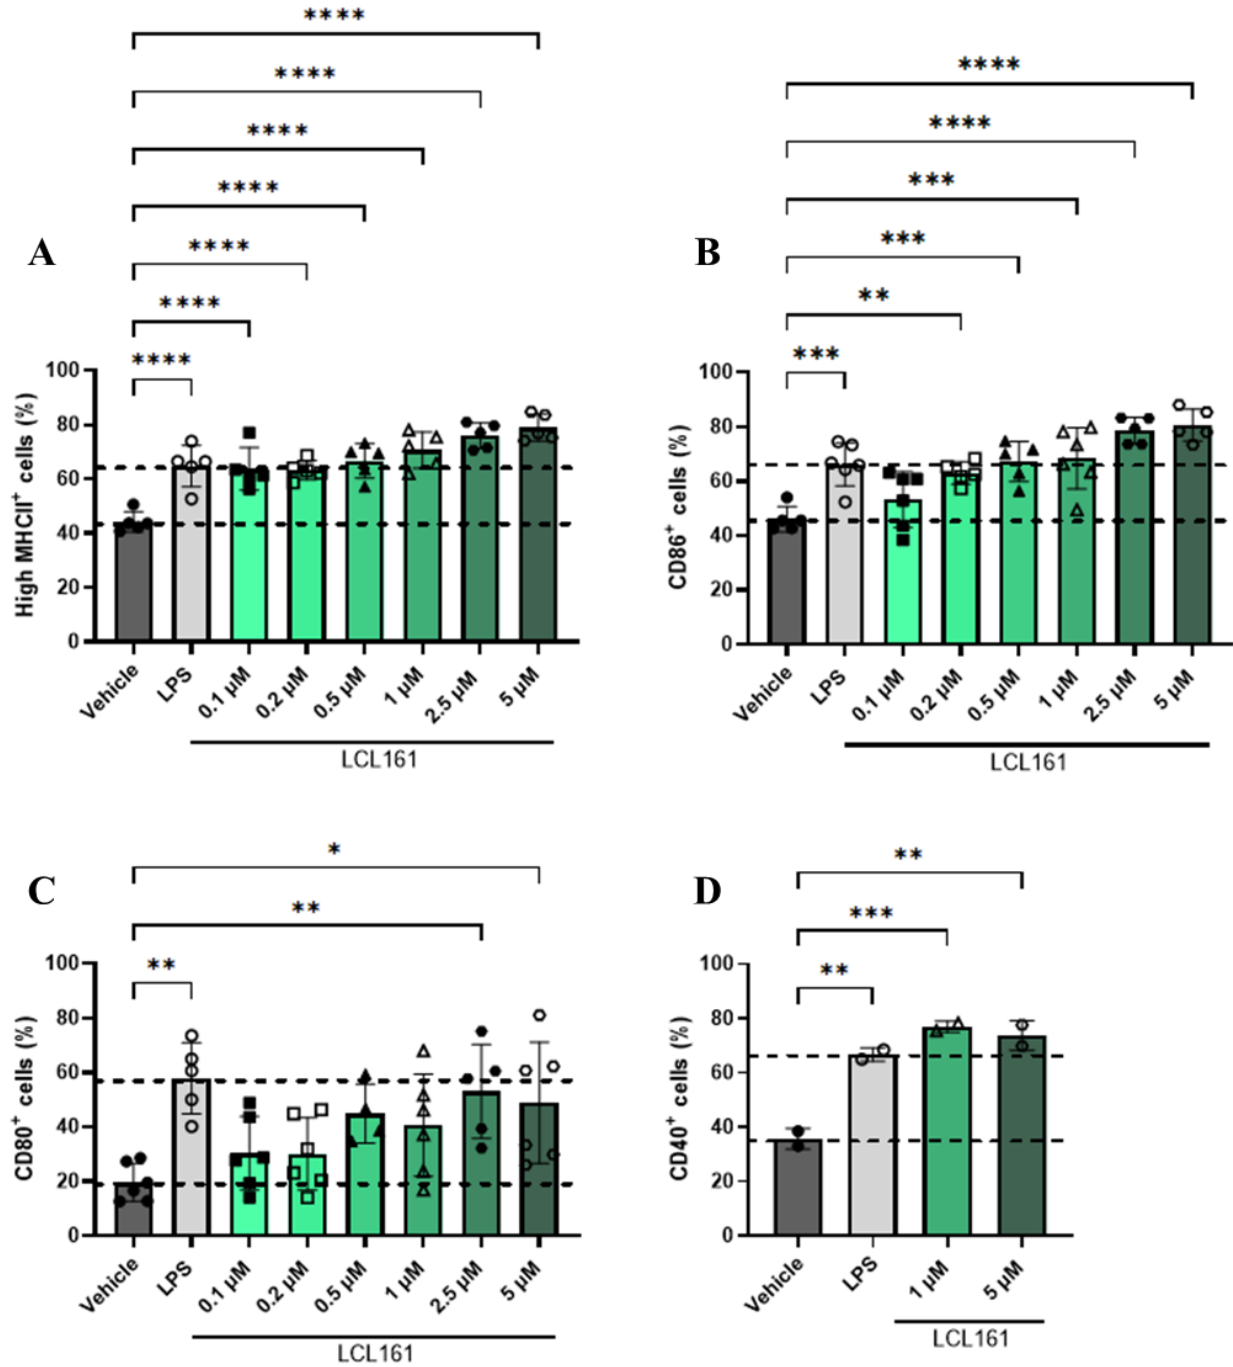 A
****
****
****
****
****
****
****
High MHCII⁺ cells (%)
100
80
60
40
20
0
Vehicle
LPS
0.1 μM
0.2 μM
0.5 μM
1 μM
2.5 μM
5 μM
LCL161
B
****
****
***
***
**
***
CD86⁺ cells (%)
100
80
60
40
20
0
Vehicle
LPS
0.1 μM
0.2 μM
0.5 μM
1 μM
2.5 μM
5 μM
LCL161
C
*
**
**
CD80⁺ cells (%)
100
80
60
40
20
0
Vehicle
LPS
0.1 μM
0.2 μM
0.5 μM
1 μM
2.5 μM
5 μM
LCL161
D
**
***
**
CD40⁺ cells (%)
100
80
60
40
20
0
Vehicle
LPS
1 μM
5 μM
LCL161